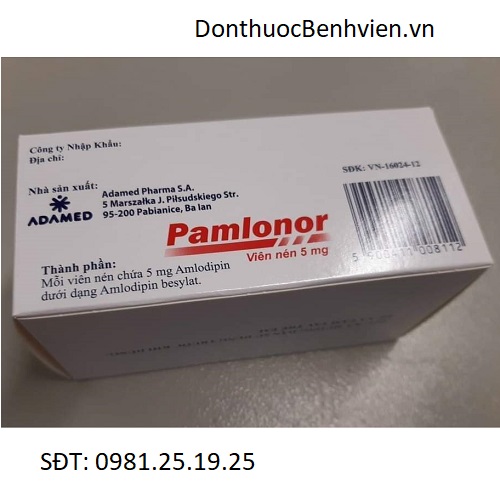 DonthuocBenhvien.vn
Công ty Nhập Khẩu:
Địa chỉ:
SĐK: VN-16024-12
Nhà sản xuất:
ADAMED
Adamed Pharma S.A.
5 Marszałka J. Piłsudskiego Str.
95-200 Pabianice, Ba lan
Pamlonor
Viên nén 5 mg
Thành phần:
Mỗi viên nén chứa 5 mg Amlodipin
dưới dạng Amlodipin besylat.
008112
SĐT: 0981.25.19.25